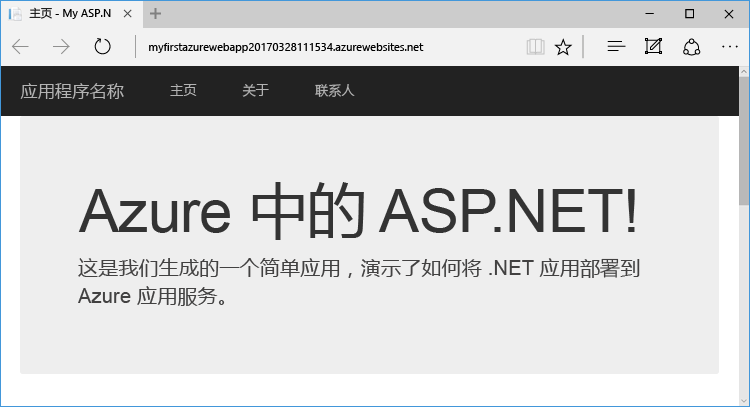 主页 - My ASP.N
myfirstazurewebapp20170328111534.azurewebsites.net
应用程序名称 主页 关于 联系人
Azure 中的 ASP.NET!
这是我们生成的一个简单应用，演示了如何将 .NET 应用部署到
Azure 应用服务。